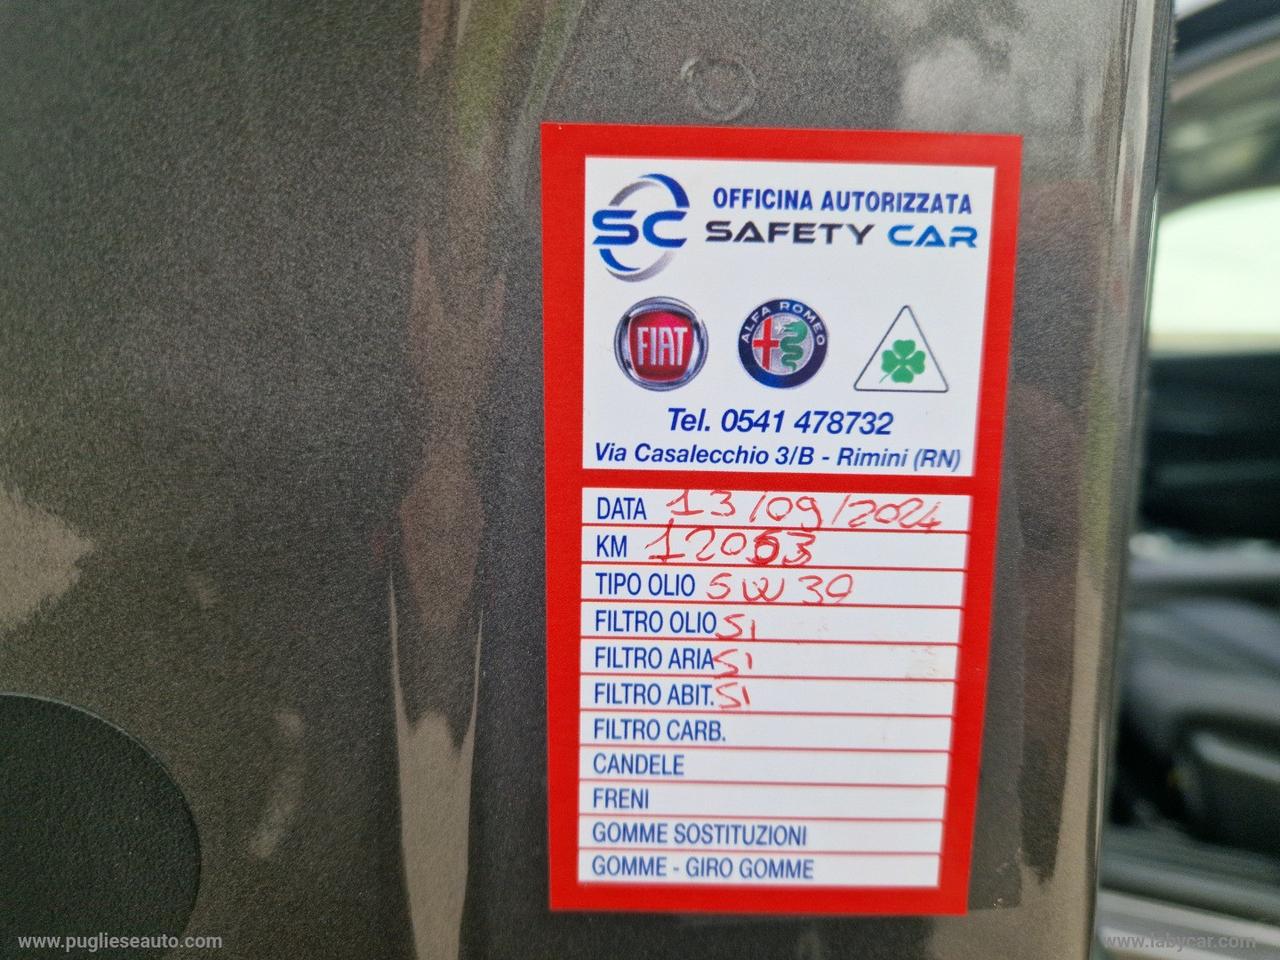 SC
OFFICINA AUTORIZZATA
SAFETY CAR
FIAT
ALFA ROMEO
Tel. 0541 478732
Via Casalecchio 3/B - Rimini (RN)
DATA 13/09/2024
KM
TIPO OLIO 5W30
FILTRO OLIO SI
FILTRO ARIA SI
FILTRO ABIT. SI
FILTRO CARB.
CANDELE
FRENI
GOMME SOSTITUZIONI
GOMME - GIRO GOMME
www.puglieseauto.com
www.labycar.com